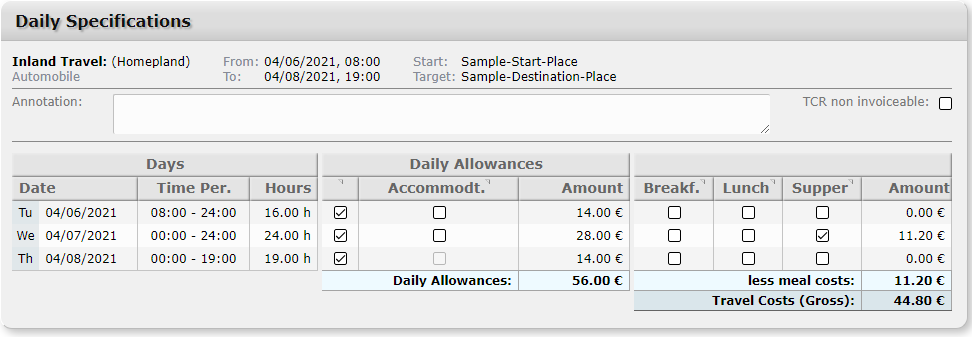 Daily Specifications
Inland Travel: (Homepland) From: 04/06/2021, 08:00 Start: Sample-Start-Place
Automobile To: 04/08/2021, 19:00 Target: Sample-Destination-Place
Annotation: TCR non invoiceable:
Days Daily Allowances
Date Time Per. Hours Accommodt. Amount Breakf. Lunch Supper Amount
Tu 04/06/2021 08:00 - 24:00 16.00 h 14.00 € 0.00 €
We 04/07/2021 00:00 - 24:00 24.00 h 28.00 € 11.20 €
Th 04/08/2021 00:00 - 19:00 19.00 h 14.00 € 0.00 €
Daily Allowances: 56.00 € less meal costs: 11.20 €
Travel Costs (Gross): 44.80 €